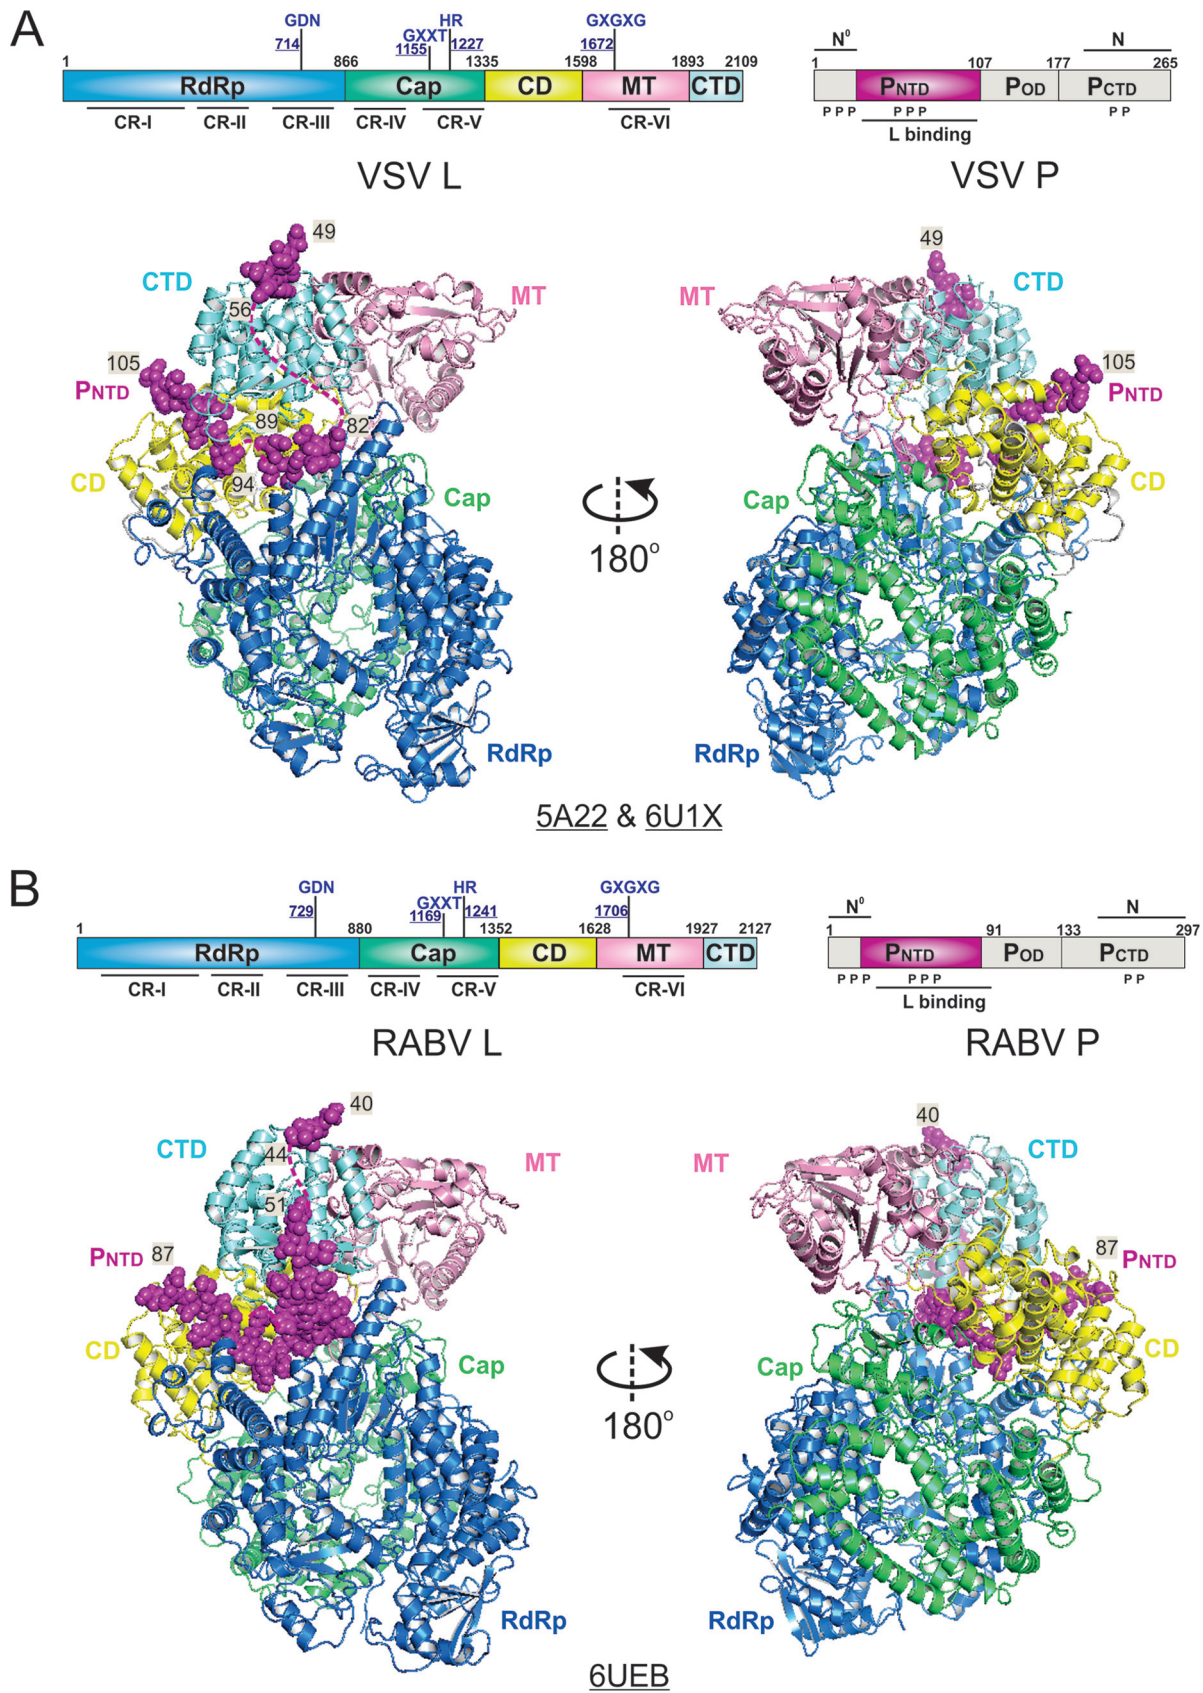 A
GDN
714
GXXT
1155
HR
1227
GXGXG
1672
1 866 1335 1598 1893 2109
RdRp Cap CD MT CTD
CR-I CR-II CR-III CR-IV CR-V CR-VI
VSV L
N⁰ N
1 107 177 265
PNTD POD PCTD
P P P P P P P P
L binding
VSV P
49
CTD
56
MT
105
PNTD
89
82
CD
94
Cap
RdRp
180°
49
MT
CTD
105
PNTD
Cap
CD
RdRp
5A22 & 6U1X
B
GDN
729
GXXT
1169
HR
1241
GXGXG
1706
1 880 1352 1628 1927 2127
RdRp Cap CD MT CTD
CR-I CR-II CR-III CR-IV CR-V CR-VI
RABV L
N⁰ N
1 91 133 297
PNTD POD PCTD
P P P P P P P P
L binding
RABV P
40
CTD
44
MT
51
PNTD
87
CD
Cap
RdRp
180°
40
CTD
MT
87
PNTD
Cap
CD
RdRp
6UEB